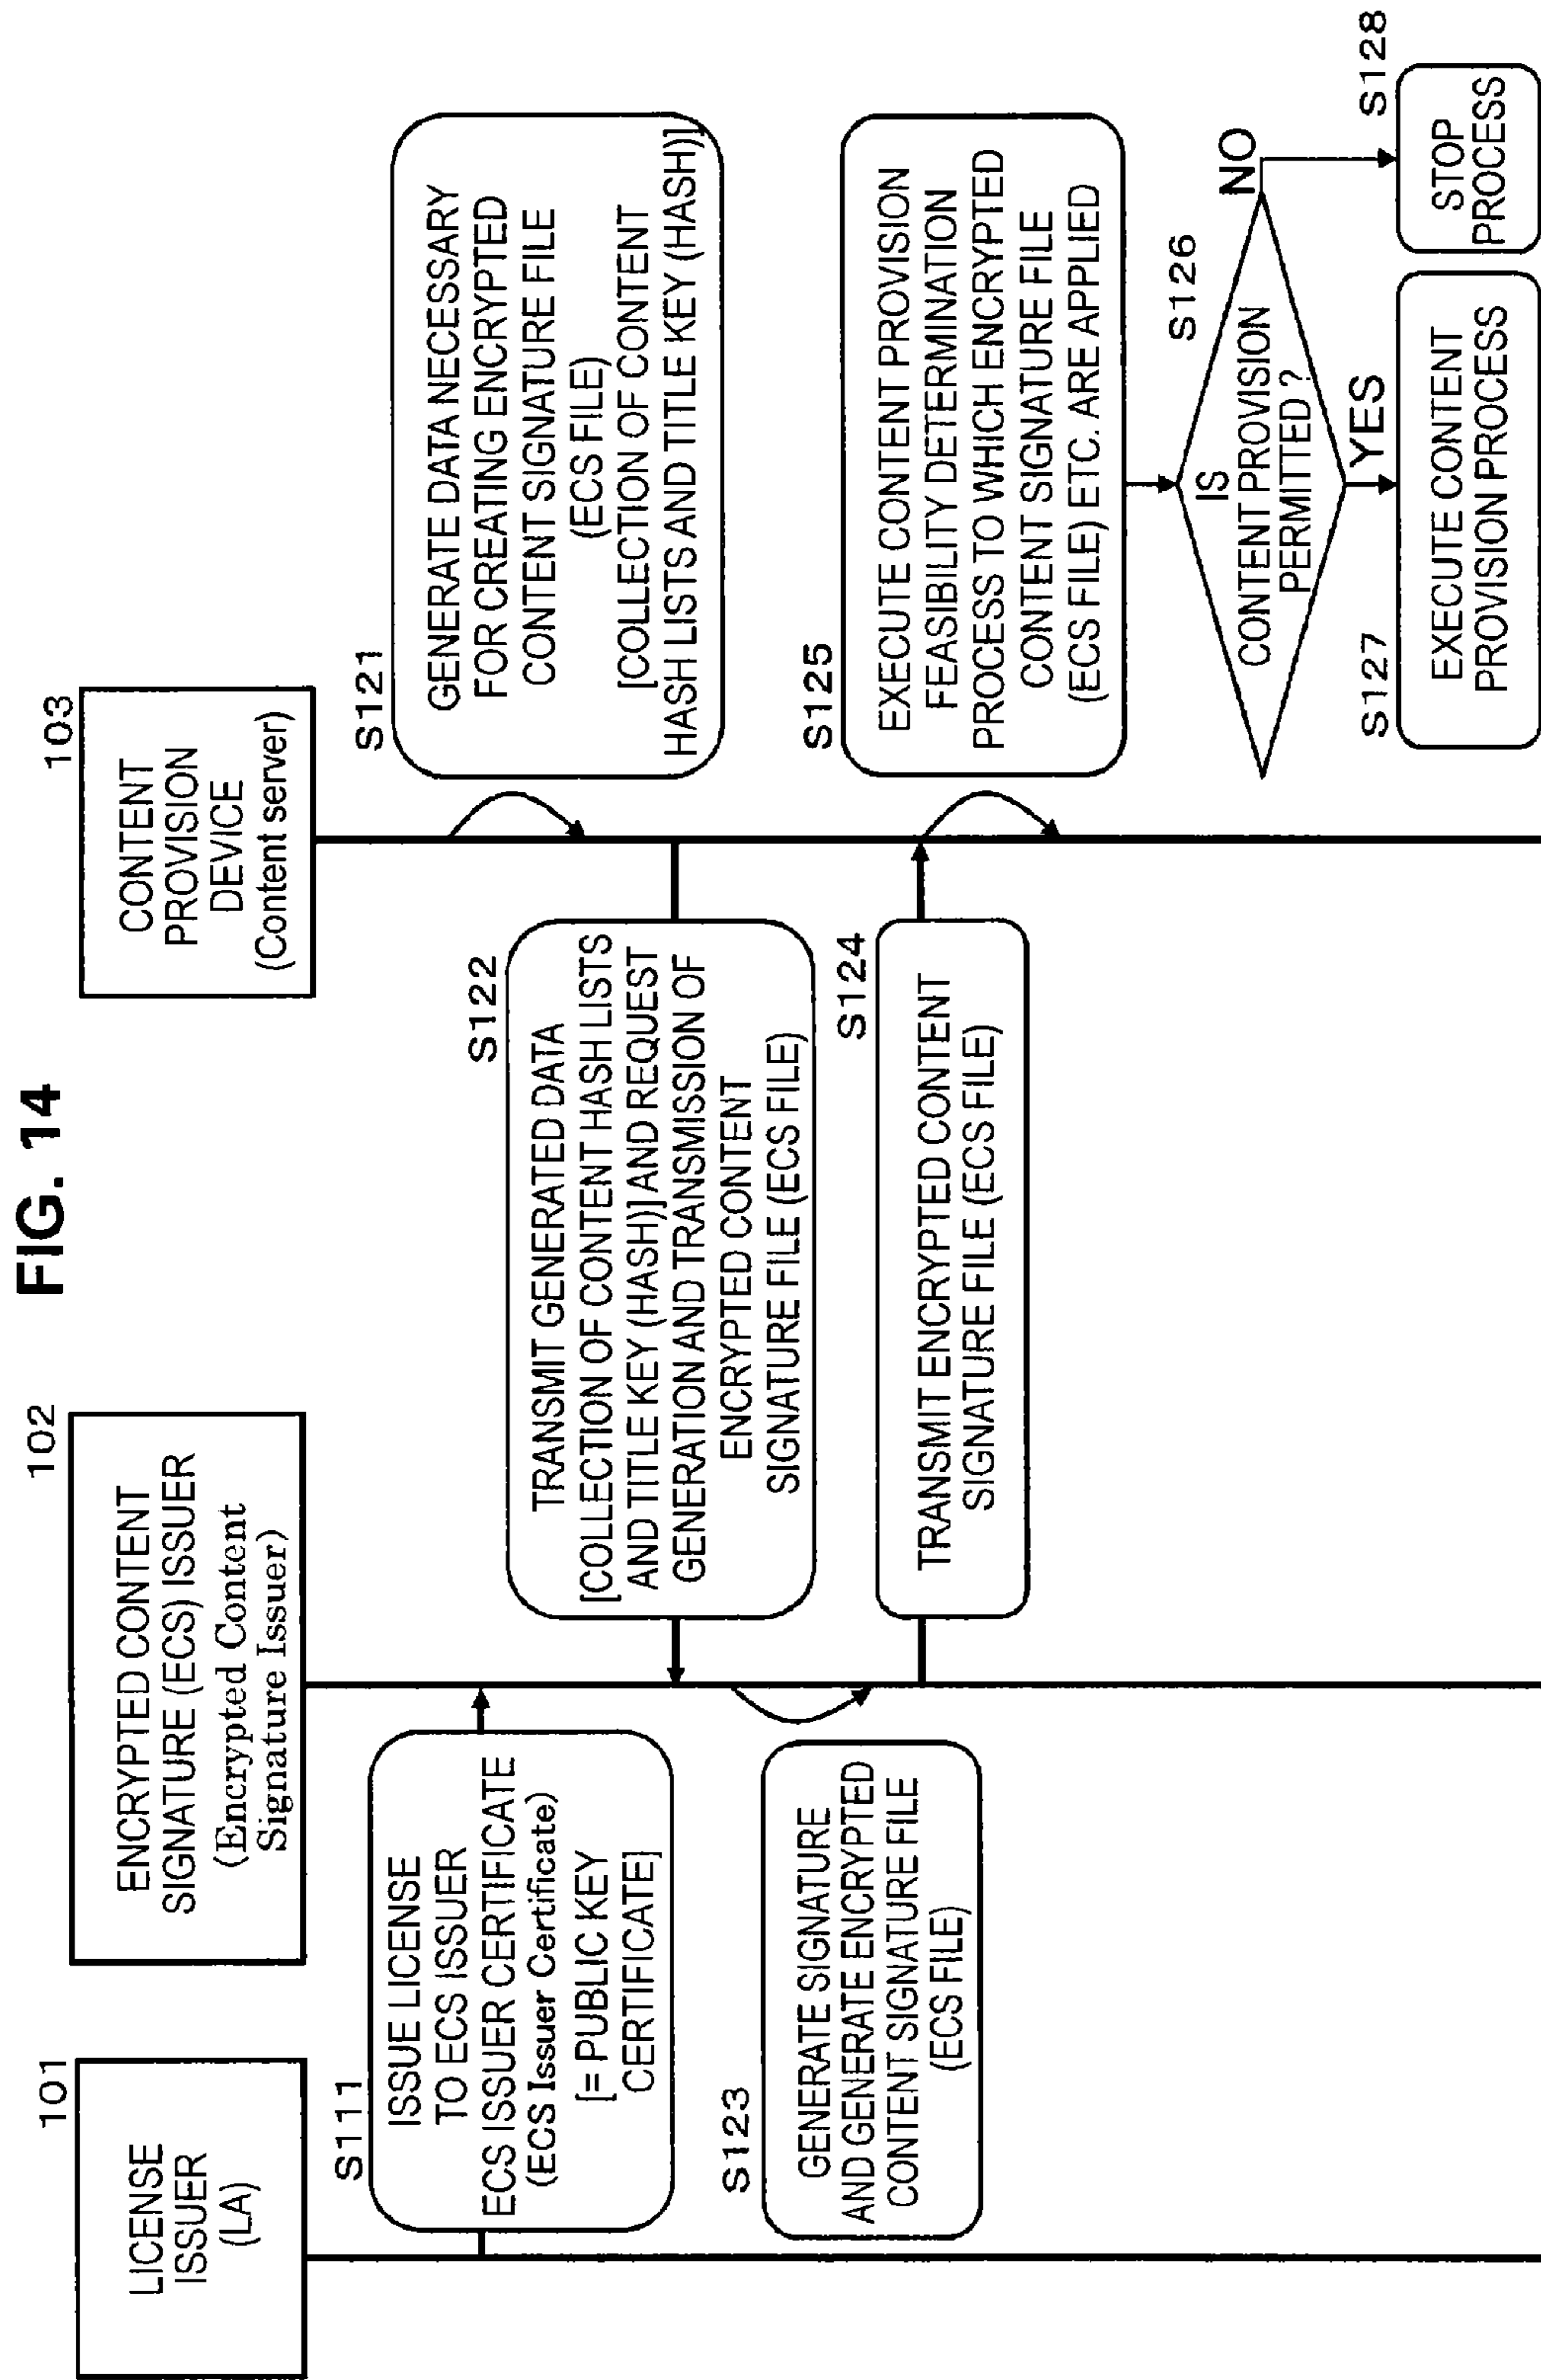 FIG. 14
101
LICENSE
ISSUER
(LA)
102
ENCRYPTED CONTENT
SIGNATURE (ECS) ISSUER
(Encrypted Content
Signature Issuer)
103
CONTENT
PROVISION
DEVICE
(Content server)
S111
ISSUE LICENSE
TO ECS ISSUER
ECS ISSUER CERTIFICATE
(ECS Issuer Certificate)
[= PUBLIC KEY
CERTIFICATE]
S121
GENERATE DATA NECESSARY
FOR CREATING ENCRYPTED
CONTENT SIGNATURE FILE
(ECS FILE)
[COLLECTION OF CONTENT
HASH LISTS AND TITLE KEY (HASH)]
S122
TRANSMIT GENERATED DATA
[COLLECTION OF CONTENT HASH LISTS
AND TITLE KEY (HASH)] AND REQUEST
GENERATION AND TRANSMISSION OF
ENCRYPTED CONTENT
SIGNATURE FILE (ECS FILE)
S123
GENERATE SIGNATURE
AND GENERATE ENCRYPTED
CONTENT SIGNATURE FILE
(ECS FILE)
S124
TRANSMIT ENCRYPTED CONTENT
SIGNATURE FILE (ECS FILE)
S125
EXECUTE CONTENT PROVISION
FEASIBILITY DETERMINATION
PROCESS TO WHICH ENCRYPTED
CONTENT SIGNATURE FILE
(ECS FILE) ETC. ARE APPLIED
S126
IS
CONTENT PROVISION
PERMITTED ?
NO
YES
S127
EXECUTE CONTENT
PROVISION PROCESS
S128
STOP
PROCESS